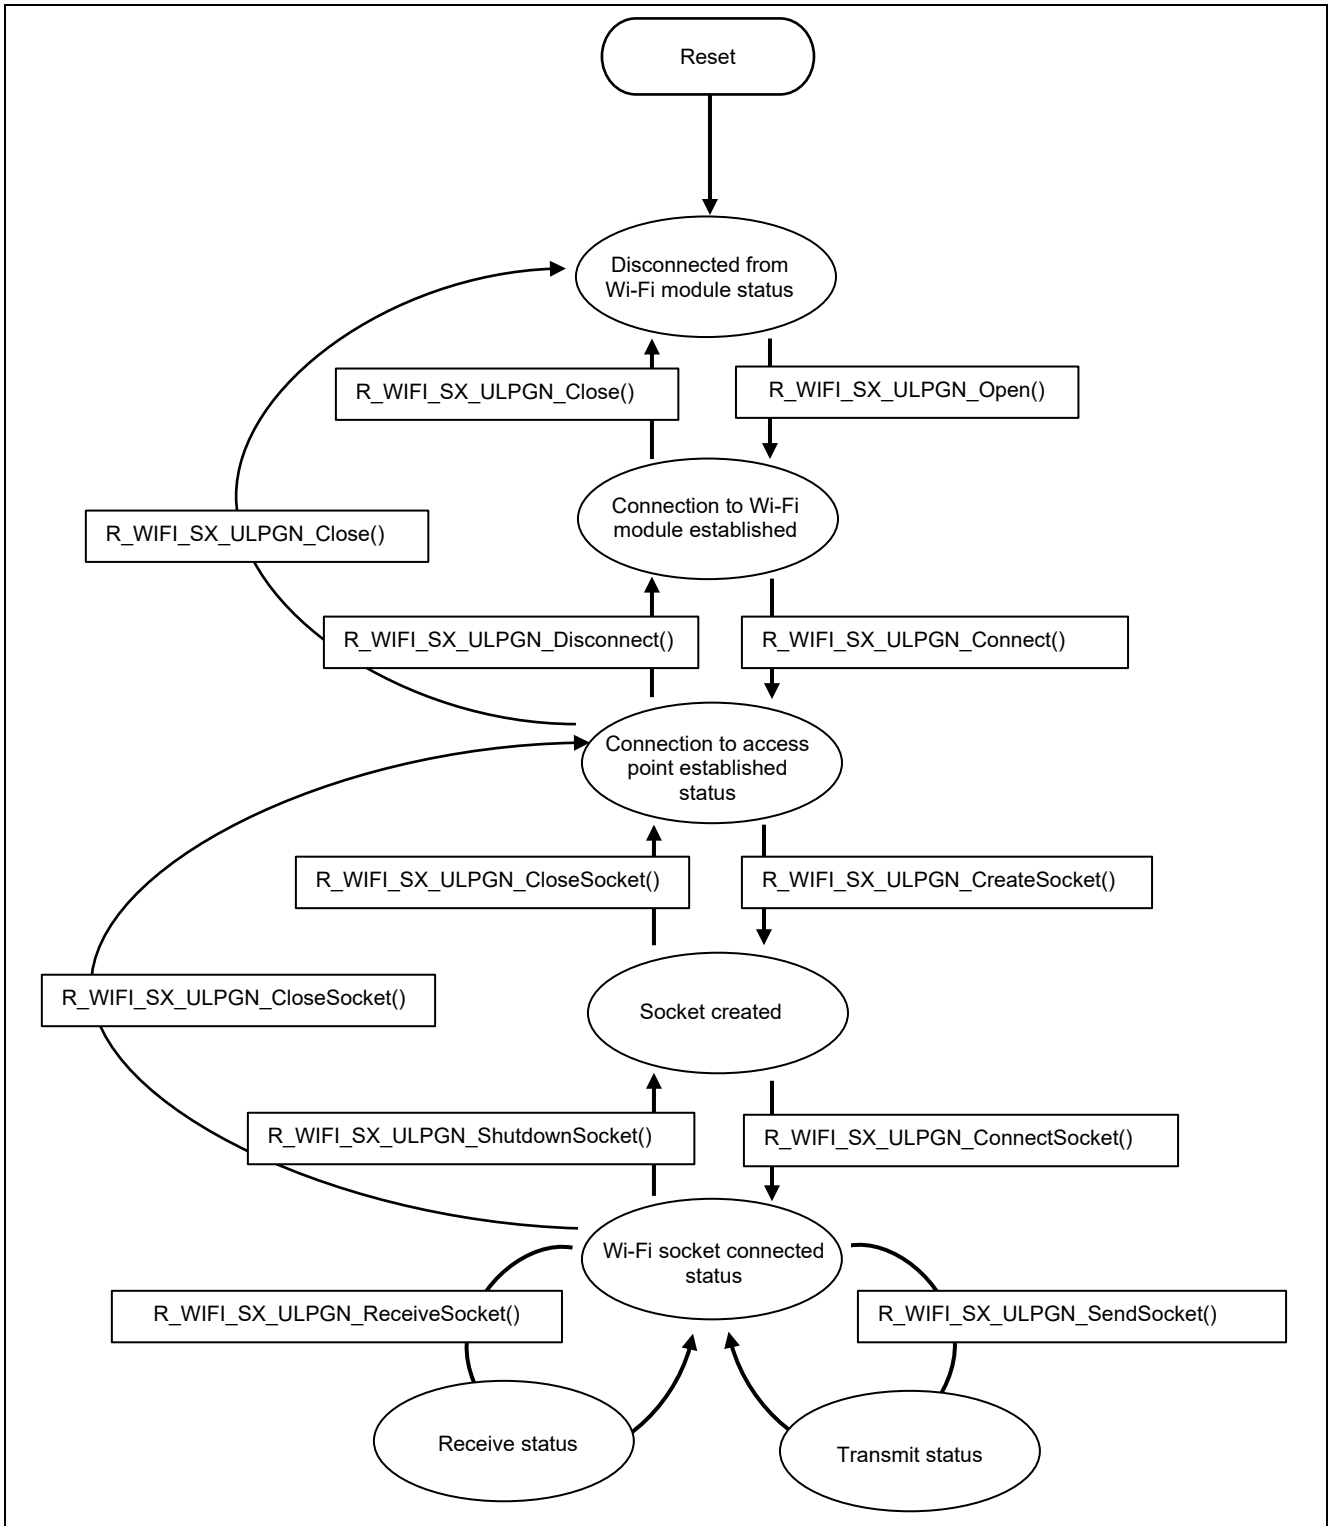 Reset
Disconnected from
Wi-Fi module status
R_WIFI_SX_ULPGN_Close()
R_WIFI_SX_ULPGN_Open()
Connection to Wi-Fi
module established
R_WIFI_SX_ULPGN_Close()
R_WIFI_SX_ULPGN_Disconnect()
R_WIFI_SX_ULPGN_Connect()
Connection to access
point established
status
R_WIFI_SX_ULPGN_CloseSocket()
R_WIFI_SX_ULPGN_CreateSocket()
R_WIFI_SX_ULPGN_CloseSocket()
Socket created
R_WIFI_SX_ULPGN_ShutdownSocket()
R_WIFI_SX_ULPGN_ConnectSocket()
Wi-Fi socket connected
status
R_WIFI_SX_ULPGN_ReceiveSocket()
R_WIFI_SX_ULPGN_SendSocket()
Receive status
Transmit status